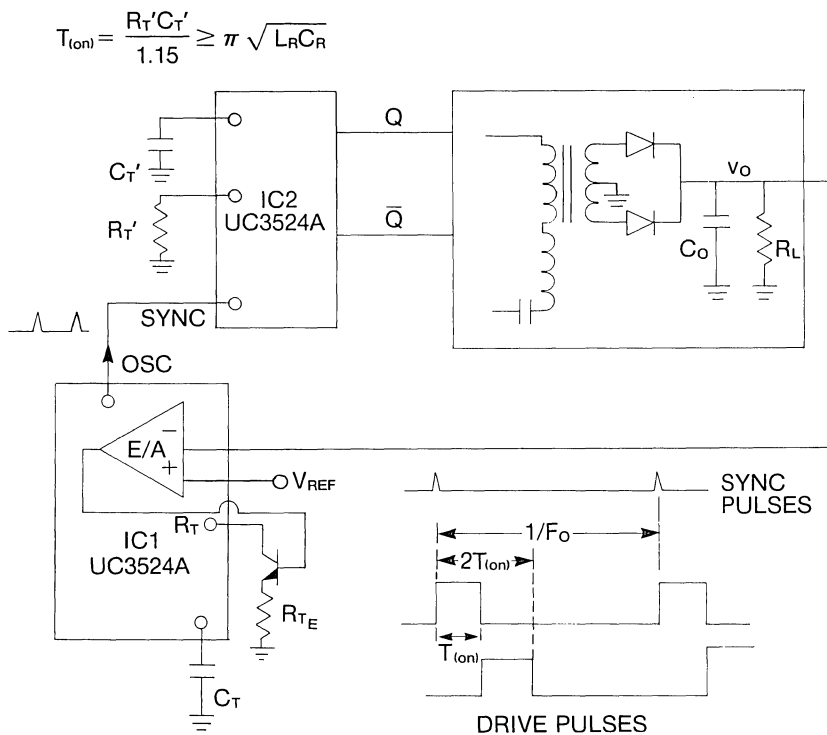 T(on) = RT'CT' / 1.15 ≥ π √LRCR
CT'
RT'
IC2
UC3524A
Q
Q̅
vO
CO
RL
SYNC
OSC
E/A
−
+
VREF
RT
IC1
UC3524A
RTE
CT
SYNC
PULSES
1/FO
2T(on)
T(on)
DRIVE PULSES